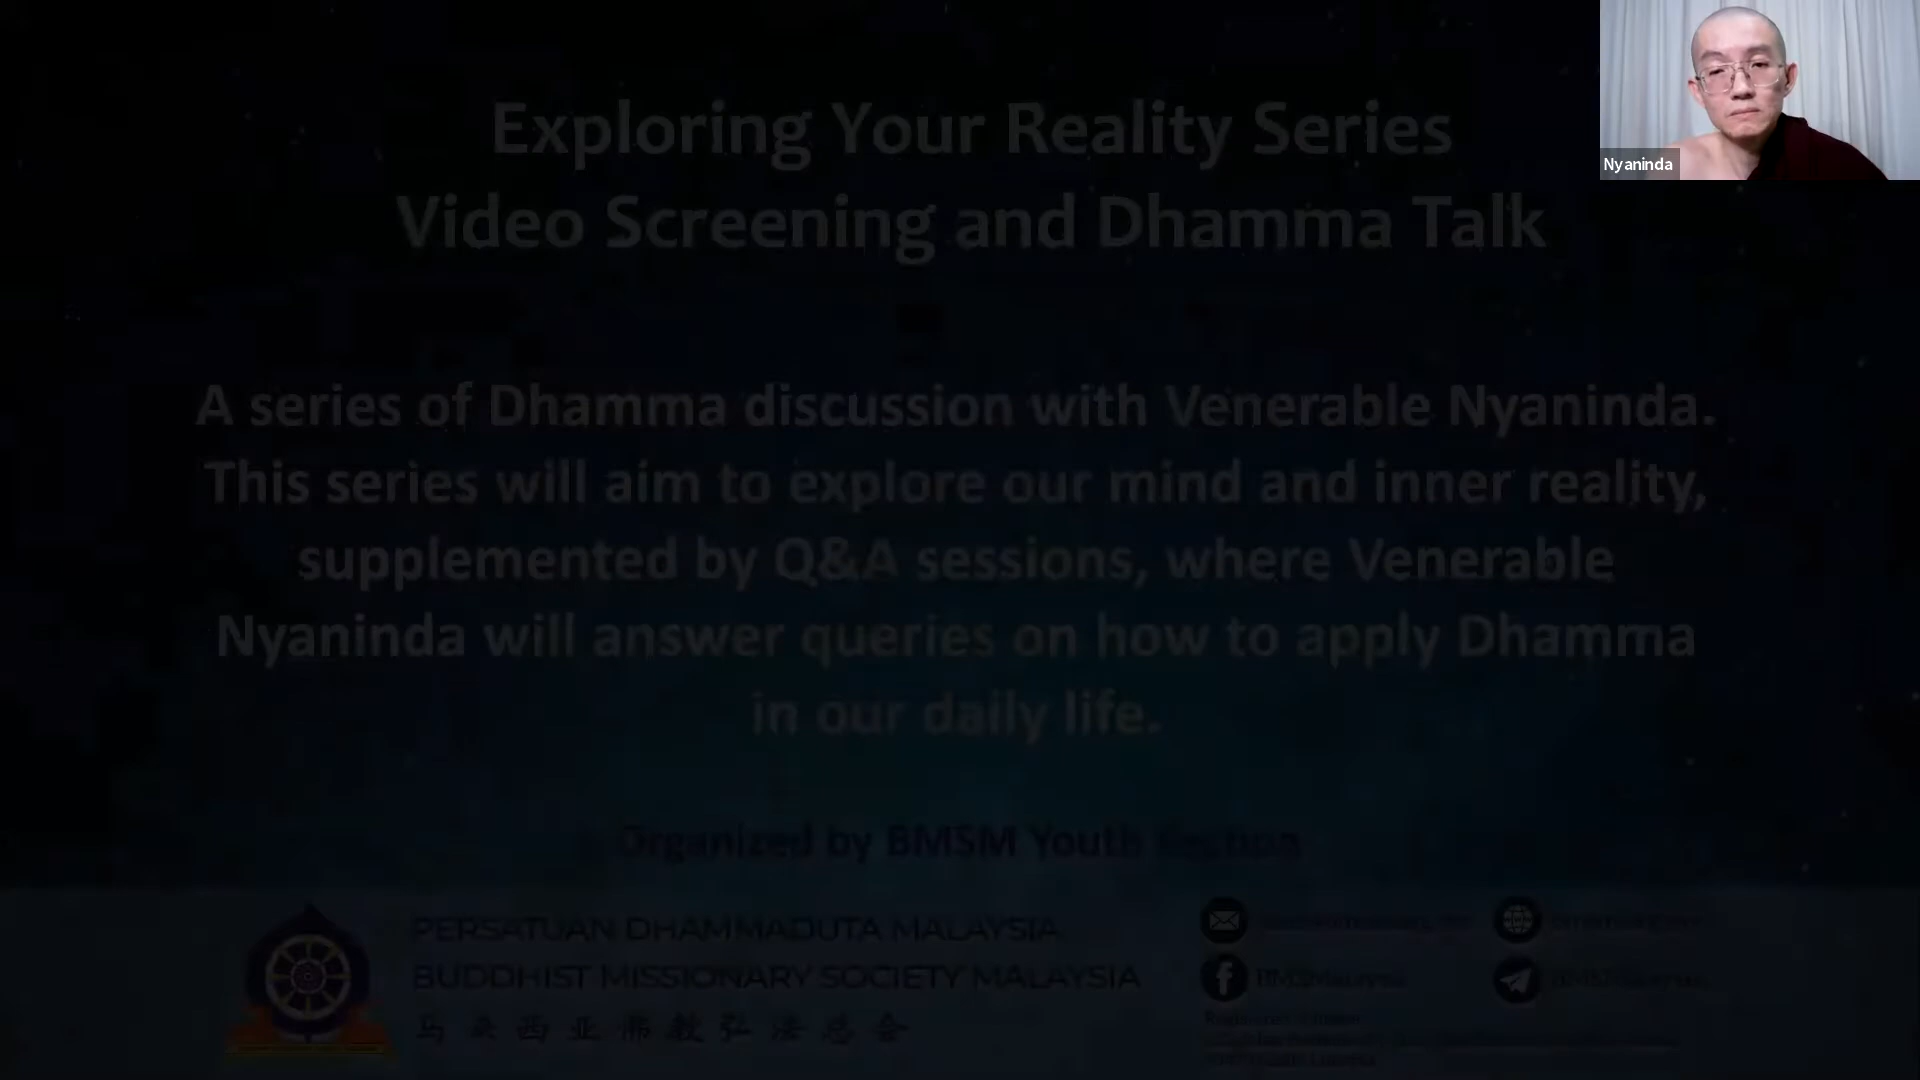 Exploring Your Reality Series
Video Screening and Dhamma Talk
Nyaninda
A series of Dhamma discussion with Venerable Nyaninda.
This series will aim to explore our mind and inner reality,
supplemented by Q&A sessions, where Venerable
Nyaninda will answer queries on how to apply Dhamma
in our daily life.
Organized by BMSM Youth Section
PERSATUAN DHAMMADUTA MALAYSIA
BUDDHIST MISSIONARY SOCIETY MALAYSIA
马来西亚佛教弘法总会
BMSMalaysia